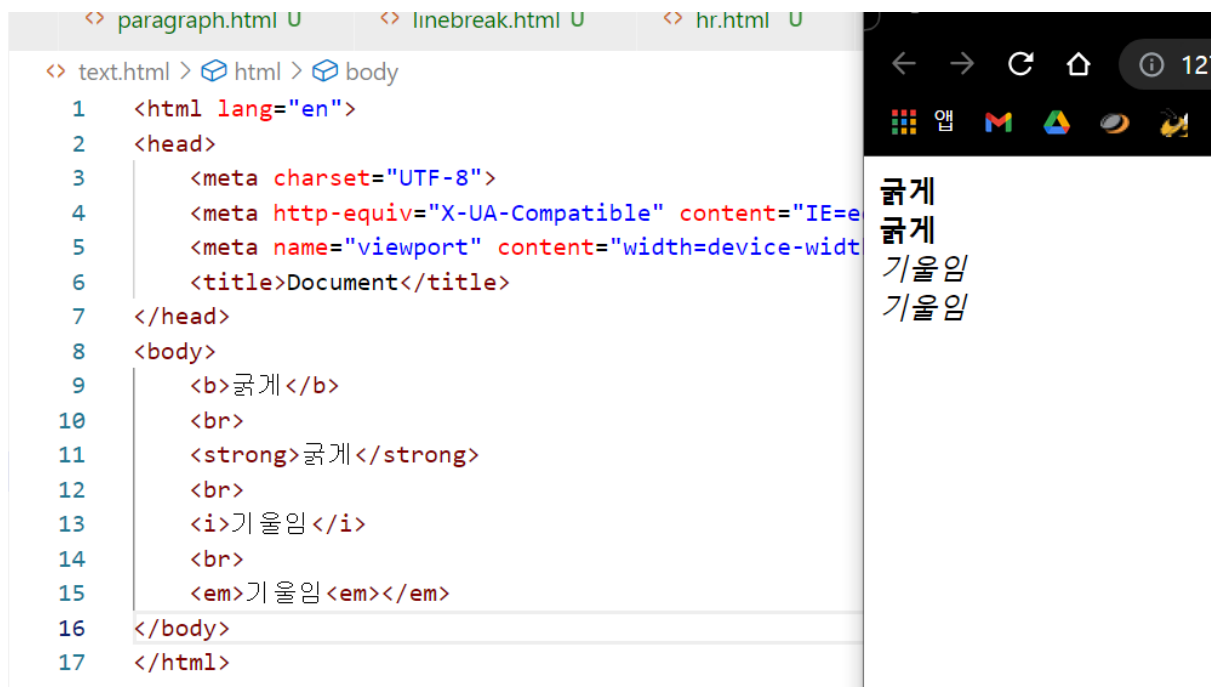 paragraph.html U linebreak.html U hr.html U
text.html > html > body
1 <html lang="en">
2 <head>
3 <meta charset="UTF-8">
4 <meta http-equiv="X-UA-Compatible" content="IE=e
5 <meta name="viewport" content="width=device-widt
6 <title>Document</title>
7 </head>
8 <body>
9 <b>굵게</b>
10 <br>
11 <strong>굵게</strong>
12 <br>
13 <i>기울임</i>
14 <br>
15 <em>기울임<em></em>
16 </body>
17 </html>
127
앱
굵게
굵게
기울임
기울임